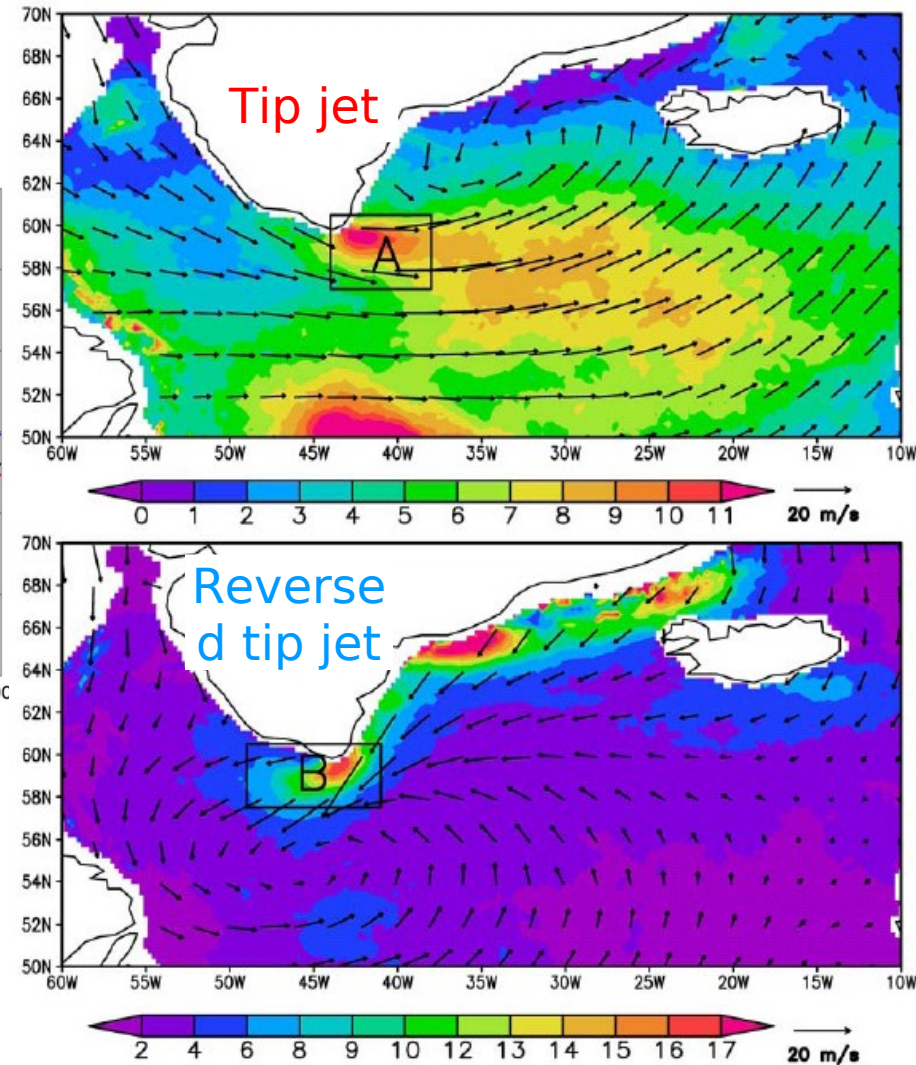 70N
68N
66N
64N
62N
60N
58N
56N
54N
52N
50N
Tip jet
A
60W 55W 50W 45W 40W 35W 30W 25W 20W 15W 10W
0 1 2 3 4 5 6 7 8 9 10 11
20 m/s
70N
68N
66N
64N
62N
60N
58N
56N
54N
52N
50N
Reverse
d tip jet
B
60W 55W 50W 45W 40W 35W 30W 25W 20W 15W 10W
2 4 6 8 9 10 12 13 14 15 16 17
20 m/s